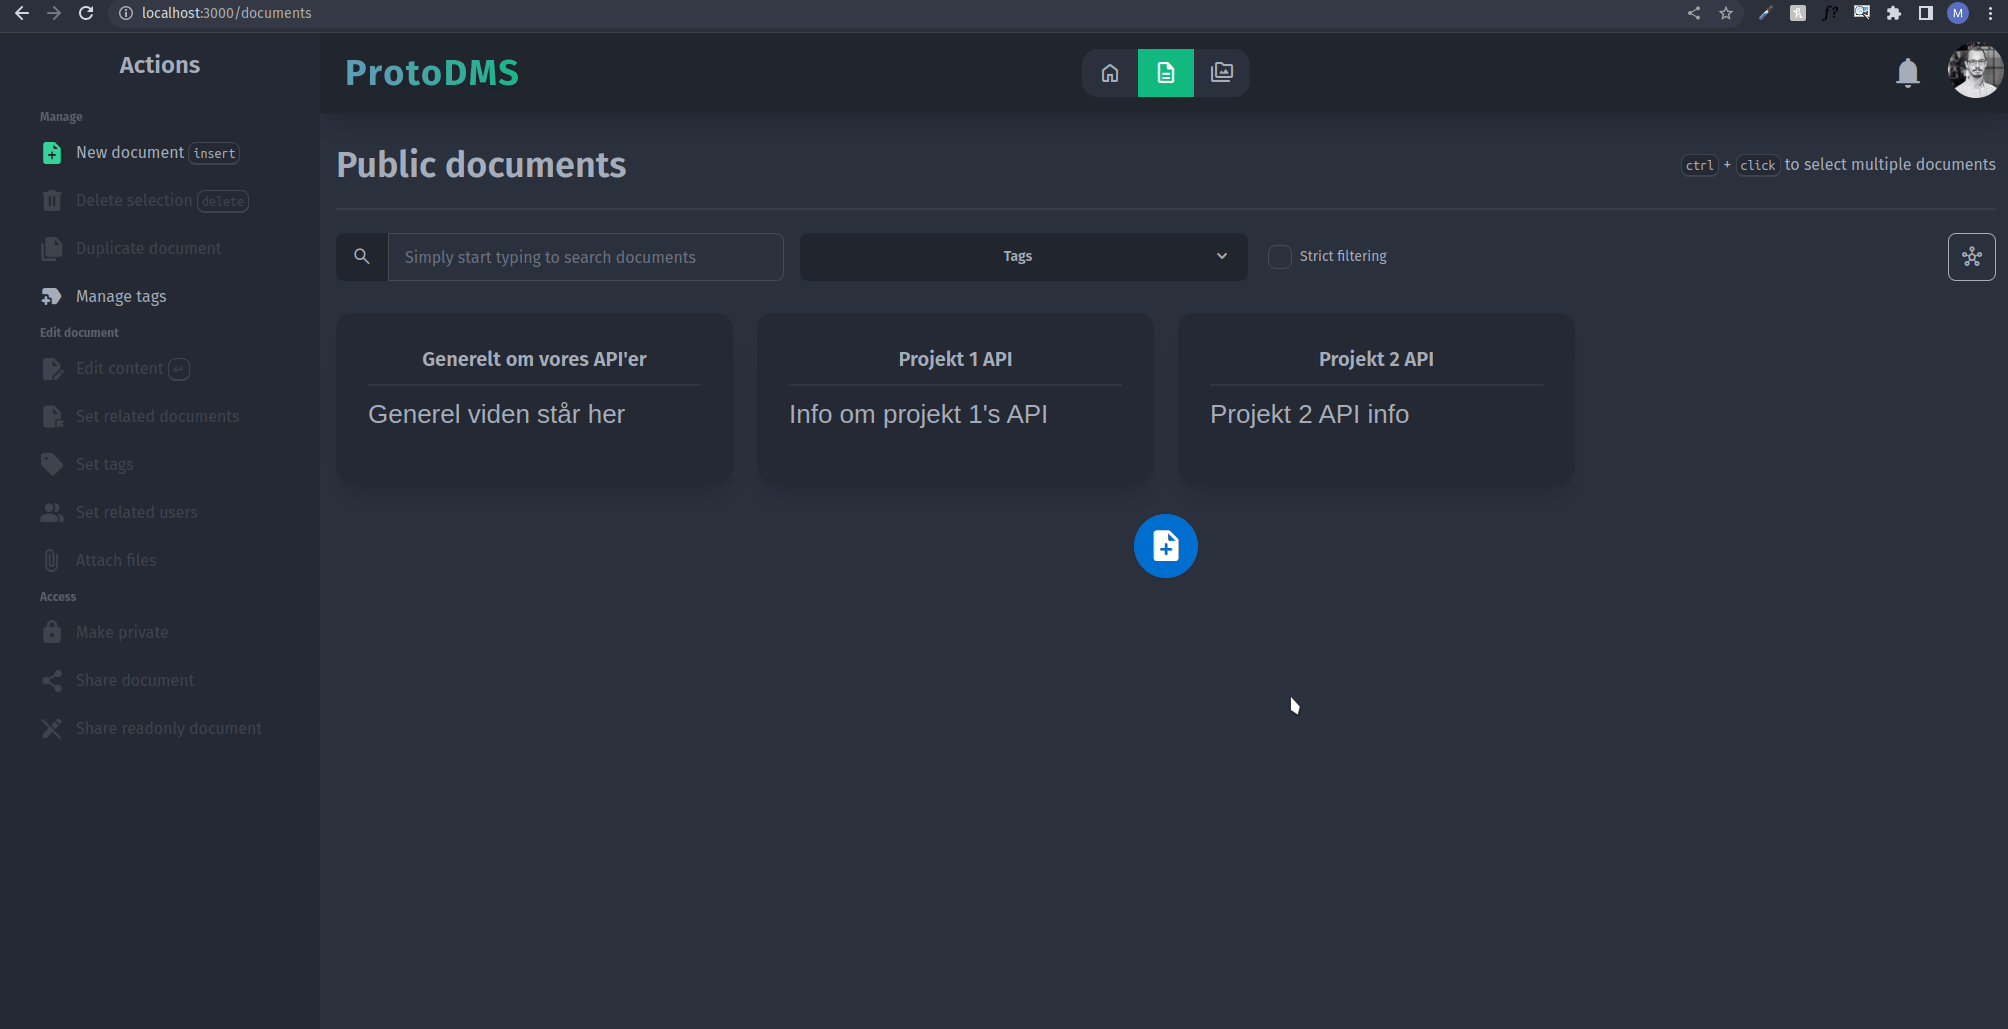 localhost:3000/documents
M
Actions
Manage
New document insert
Delete selection delete
Duplicate document
Manage tags
Edit document
Edit content ↵
Set related documents
Set tags
Set related users
Attach files
Access
Make private
Share document
Share readonly document
ProtoDMS
Public documents
ctrl + click to select multiple documents
Simply start typing to search documents
Tags
Strict filtering
Generelt om vores API'er
Generel viden står her
Projekt 1 API
Info om projekt 1's API
Projekt 2 API
Projekt 2 API info